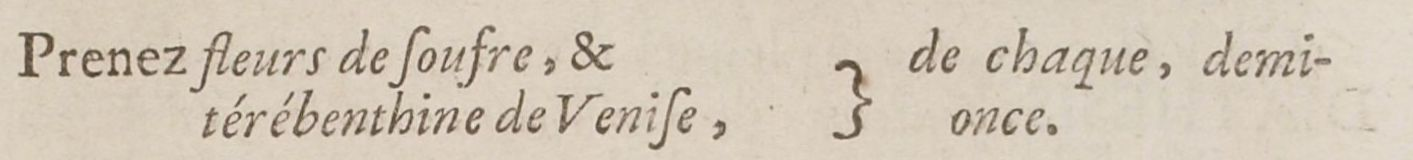 Prenez fleurs de ſoufre, & } de chaque, demi-
térébenthine de Veniſe, } once.